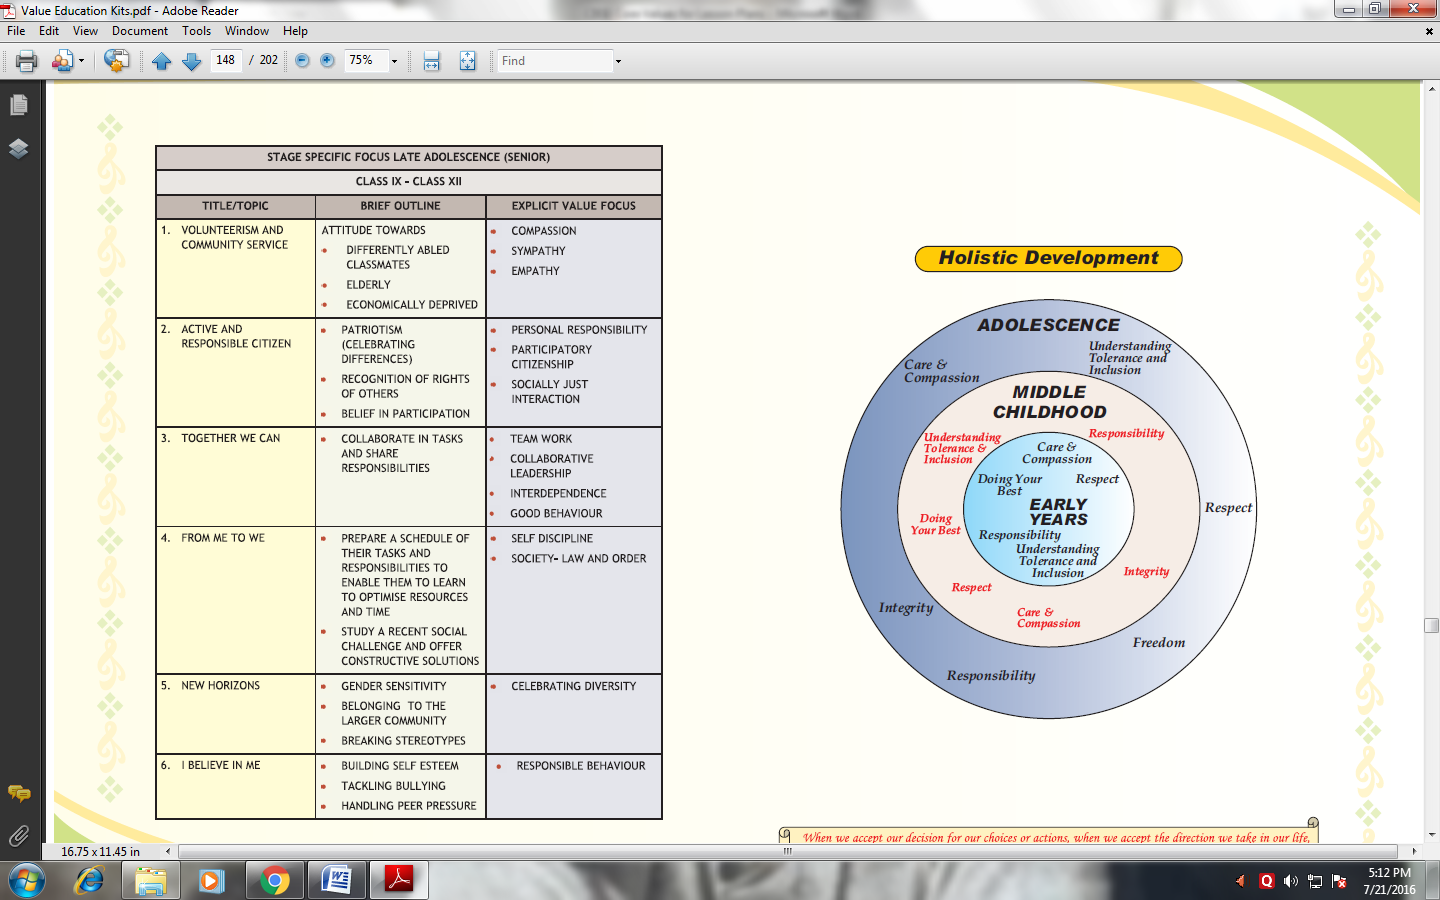 Value Education Kits.pdf - Adobe Reader
File Edit View Document Tools Window Help
148 / 202 75% Find
STAGE SPECIFIC FOCUS LATE ADOLESCENCE (SENIOR)
CLASS IX – CLASS XII
TITLE/TOPIC BRIEF OUTLINE EXPLICIT VALUE FOCUS
1. VOLUNTEERISM AND
COMMUNITY SERVICE
ATTITUDE TOWARDS
• DIFFERENTLY ABLED
CLASSMATES
• ELDERLY
• ECONOMICALLY DEPRIVED
• COMPASSION
• SYMPATHY
• EMPATHY
2. ACTIVE AND
RESPONSIBLE CITIZEN
• PATRIOTISM
(CELEBRATING
DIFFERENCES)
• RECOGNITION OF RIGHTS
OF OTHERS
• BELIEF IN PARTICIPATION
• PERSONAL RESPONSIBILITY
• PARTICIPATORY
CITIZENSHIP
• SOCIALLY JUST
INTERACTION
3. TOGETHER WE CAN
• COLLABORATE IN TASKS
AND SHARE
RESPONSIBILITIES
• TEAM WORK
• COLLABORATIVE
LEADERSHIP
• INTERDEPENDENCE
• GOOD BEHAVIOUR
4. FROM ME TO WE
• PREPARE A SCHEDULE OF
THEIR TASKS AND
RESPONSIBILITIES TO
ENABLE THEM TO LEARN
TO OPTIMISE RESOURCES
AND TIME
• STUDY A RECENT SOCIAL
CHALLENGE AND OFFER
CONSTRUCTIVE SOLUTIONS
• SELF DISCIPLINE
• SOCIETY– LAW AND ORDER
5. NEW HORIZONS
• GENDER SENSITIVITY
• BELONGING TO THE
LARGER COMMUNITY
• BREAKING STEREOTYPES
• CELEBRATING DIVERSITY
6. I BELIEVE IN ME
• BUILDING SELF ESTEEM
• TACKLING BULLYING
• HANDLING PEER PRESSURE
• RESPONSIBLE BEHAVIOUR
Holistic Development
ADOLESCENCE
Understanding
Tolerance and
Inclusion
Care &
Compassion
Respect
Integrity
Freedom
Responsibility
MIDDLE
CHILDHOOD
Responsibility
Understanding
Tolerance &
Inclusion
Doing
Your Best
Integrity
Respect
Care &
Compassion
Care &
Compassion
Doing Your
Best
Respect
EARLY
YEARS
Responsibility
Understanding
Tolerance and
Inclusion
When we accept our decision for our choices or actions, when we accept the direction we take in our life,
16.75 x 11.45 in
5:12 PM
7/21/2016